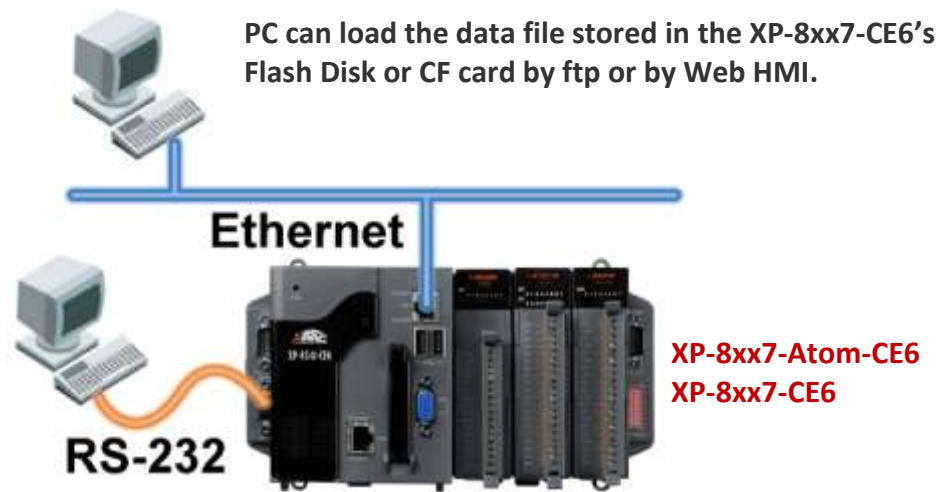 PC can load the data file stored in the XP-8xx7-CE6’s
Flash Disk or CF card by ftp or by Web HMI.
Ethernet
XP-8xx7-Atom-CE6
XP-8xx7-CE6
RS-232